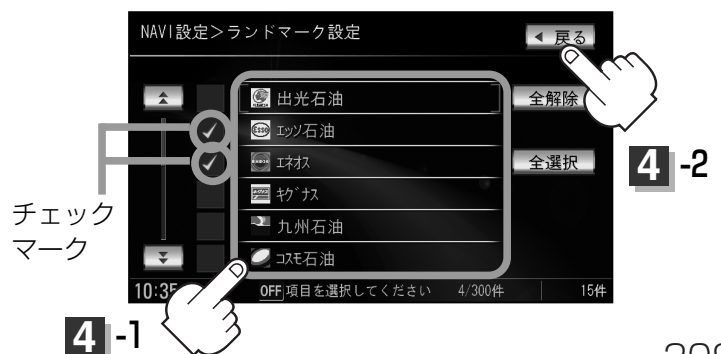 NAVI設定＞ランドマーク設定
◀ 戻る
出光石油
全解除
ESSO エッソ石油
エネオス
全選択
キグナス
九州石油
コスモ石油
10:35
OFF 項目を選択してください 4/300件 15件
チェック
マーク
4-1
4-2